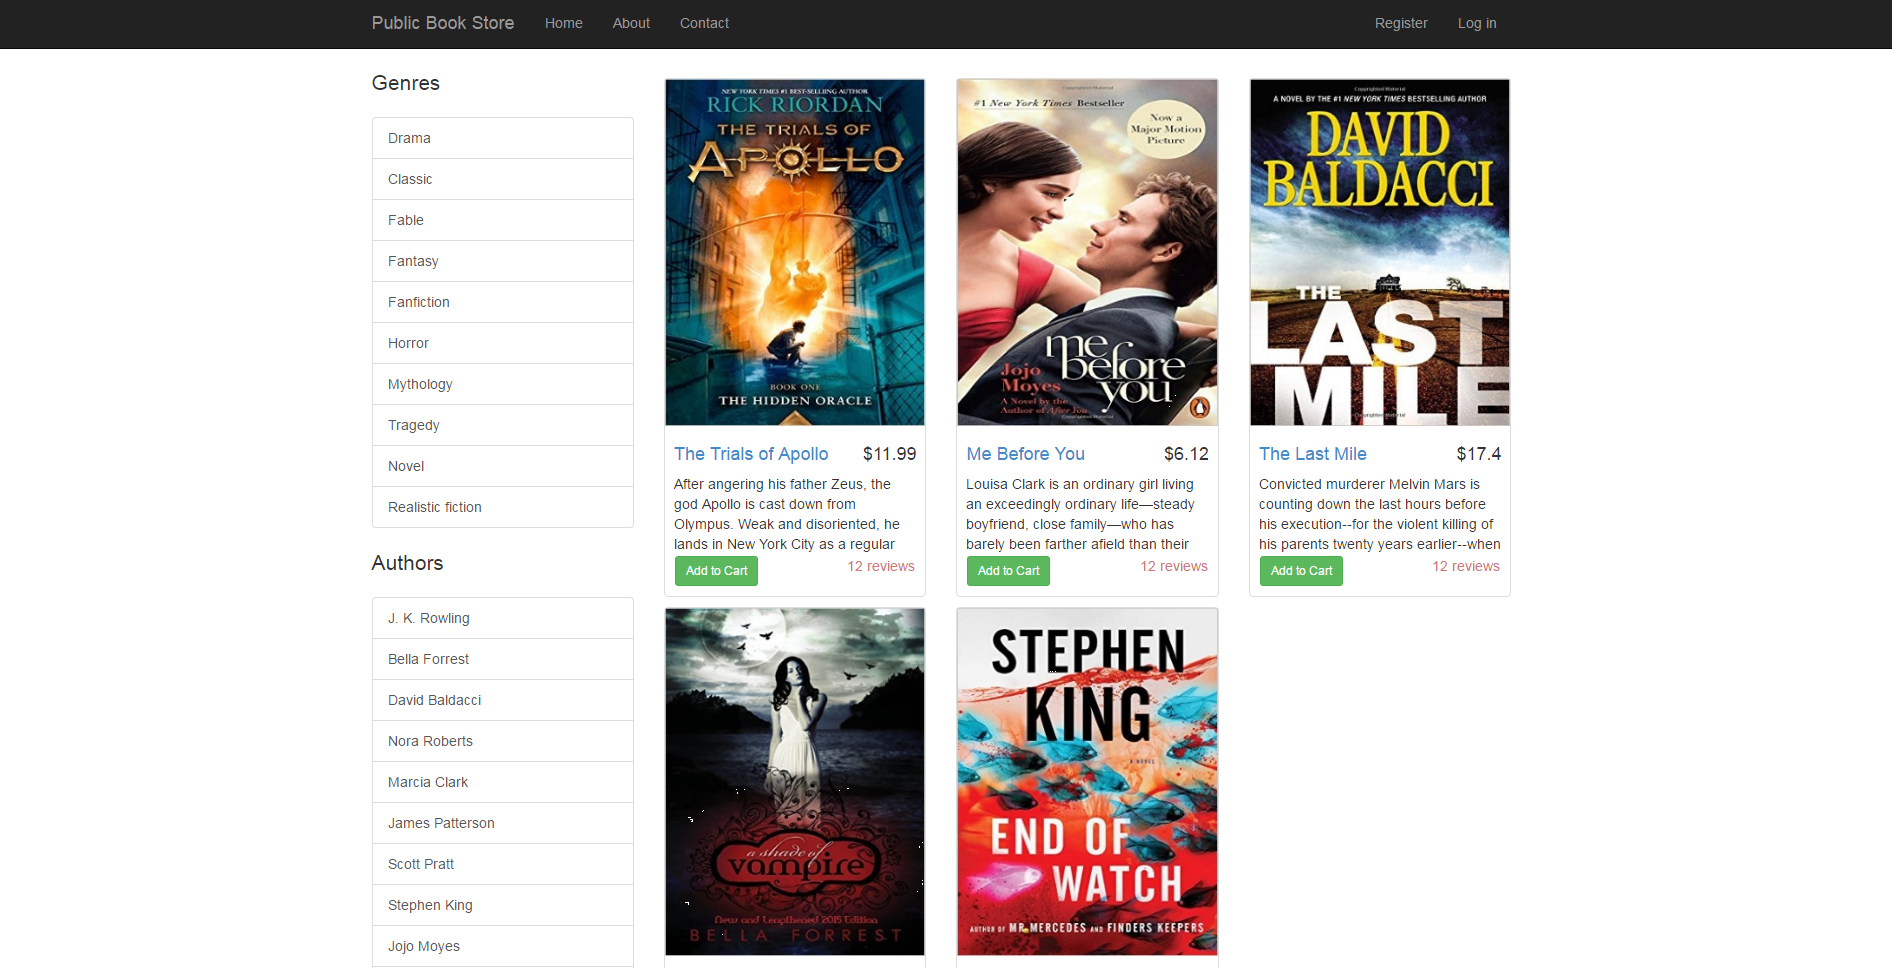 Public Book Store
Home
About
Contact
Register
Log in
Genres
Drama
Classic
Fable
Fantasy
Fanfiction
Horror
Mythology
Tragedy
Novel
Realistic fiction
Authors
J. K. Rowling
Bella Forrest
David Baldacci
Nora Roberts
Marcia Clark
James Patterson
Scott Pratt
Stephen King
Jojo Moyes
NEW YORK TIMES #1 BEST-SELLING AUTHOR
RICK RIORDAN
THE TRIALS OF
APOLLO
BOOK ONE
THE HIDDEN ORACLE
The Trials of Apollo
$11.99
After angering his father Zeus, the
god Apollo is cast down from
Olympus. Weak and disoriented, he
lands in New York City as a regular
Add to Cart
12 reviews
Copyrighted Material
#1 New York Times Bestseller
Now a
Major Motion
Picture
me
before
you
Jojo
Moyes
A Novel by the
Author of After You
Copyrighted Material
Me Before You
$6.12
Louisa Clark is an ordinary girl living
an exceedingly ordinary life—steady
boyfriend, close family—who has
barely been farther afield than their
Add to Cart
12 reviews
Copyrighted Material
A NOVEL BY THE #1 NEW YORK TIMES BESTSELLING AUTHOR
DAVID
BALDACCI
THE
LAST
MILE
Copyrighted Material
The Last Mile
$17.4
Convicted murderer Melvin Mars is
counting down the last hours before
his execution--for the violent killing of
his parents twenty years earlier--when
Add to Cart
12 reviews
a shade of
vampire
New and Lengthened 2015 Edition
BELLA FORREST
STEPHEN
KING
A NOVEL
END OF
WATCH
AUTHOR OF MR. MERCEDES AND FINDERS KEEPERS